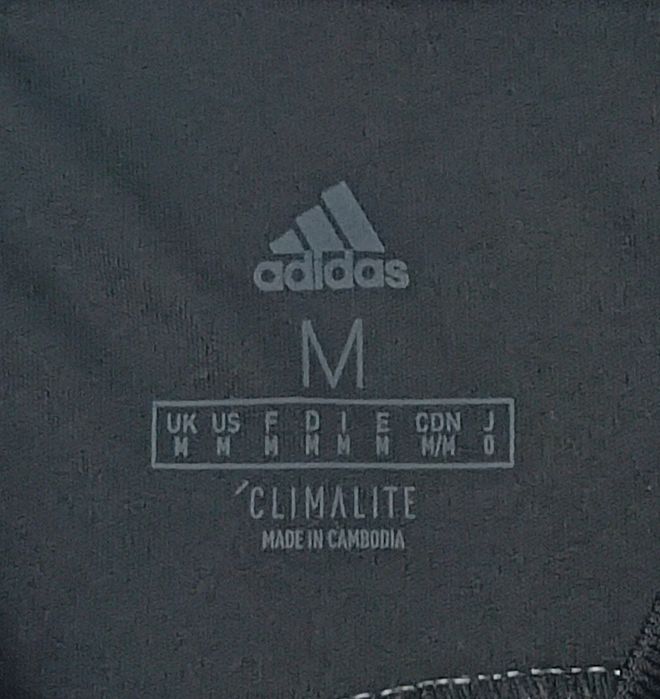 adidas
M
UK US F D I E CDN J
M M M M M M M/M O
CLIMALITE
MADE IN CAMBODIA